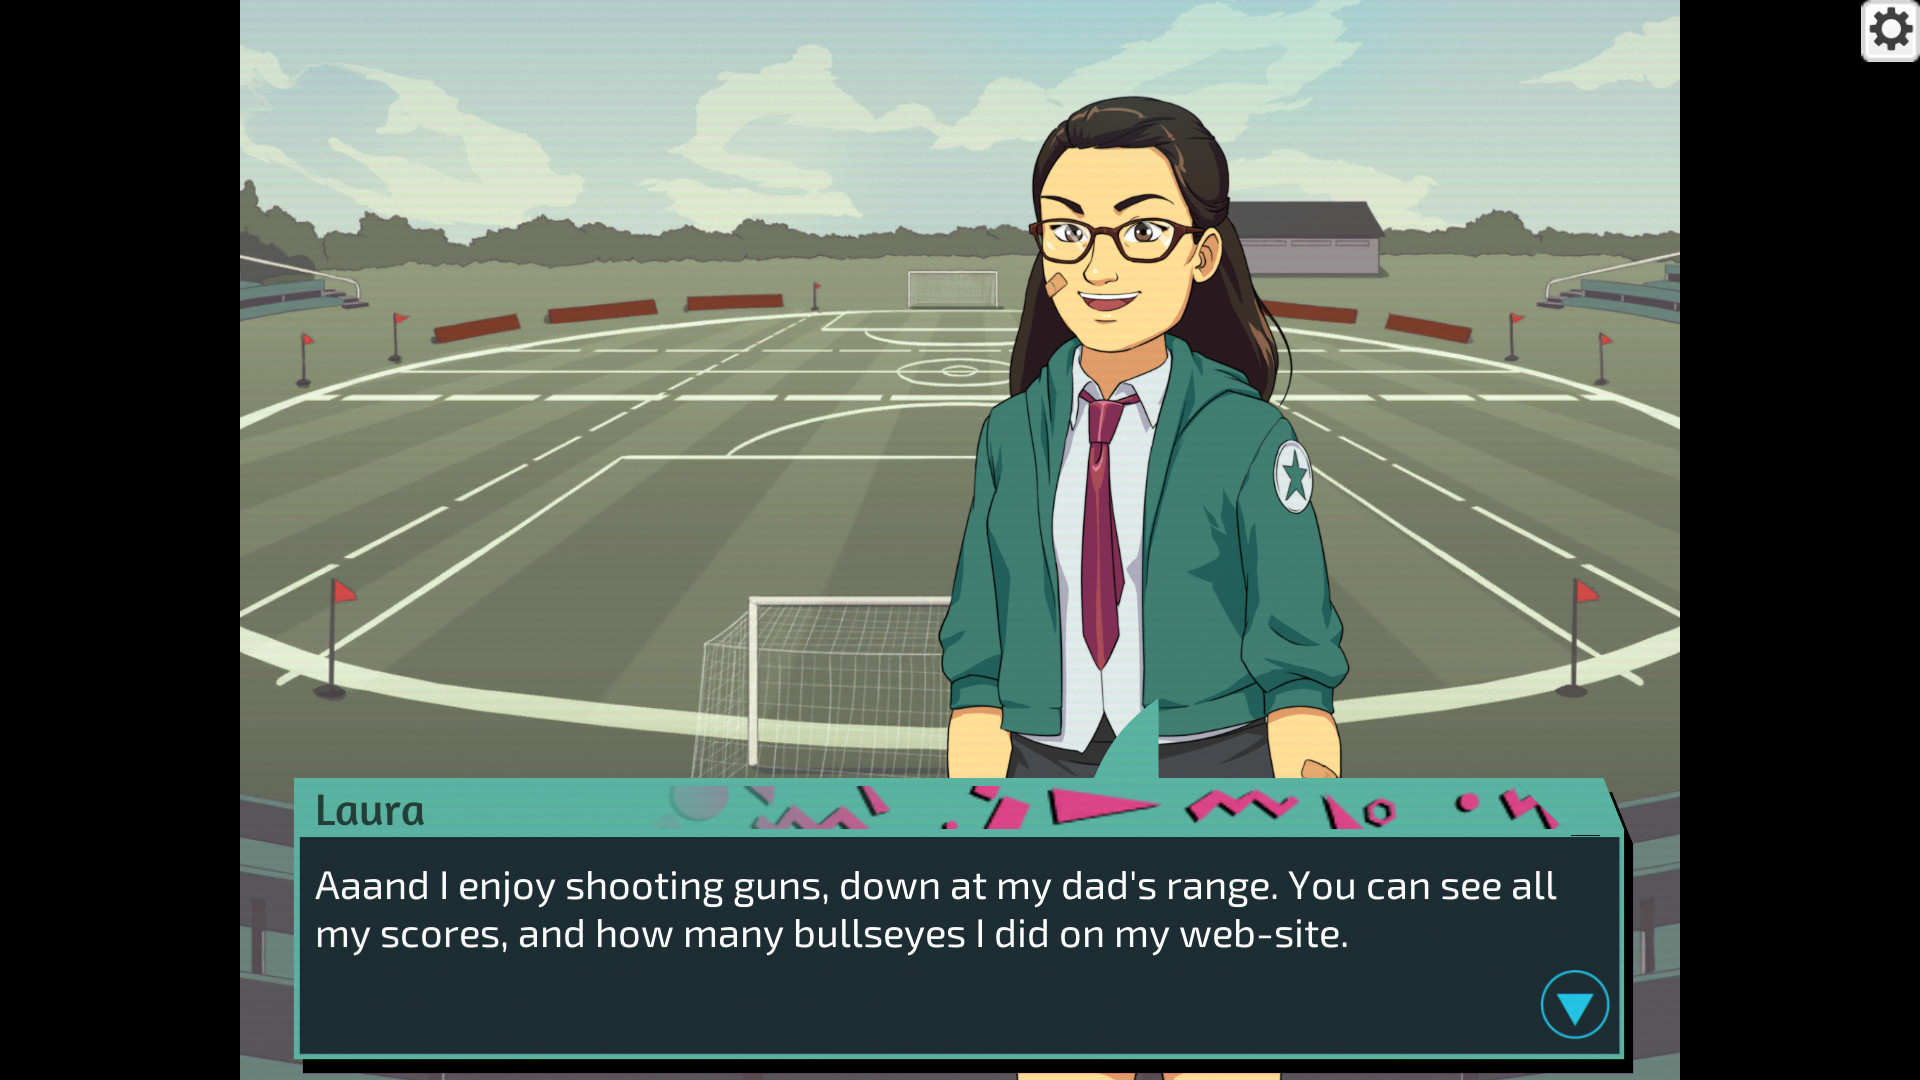 Laura
Aaand I enjoy shooting guns, down at my dad's range. You can see all
my scores, and how many bullseyes I did on my web-site.